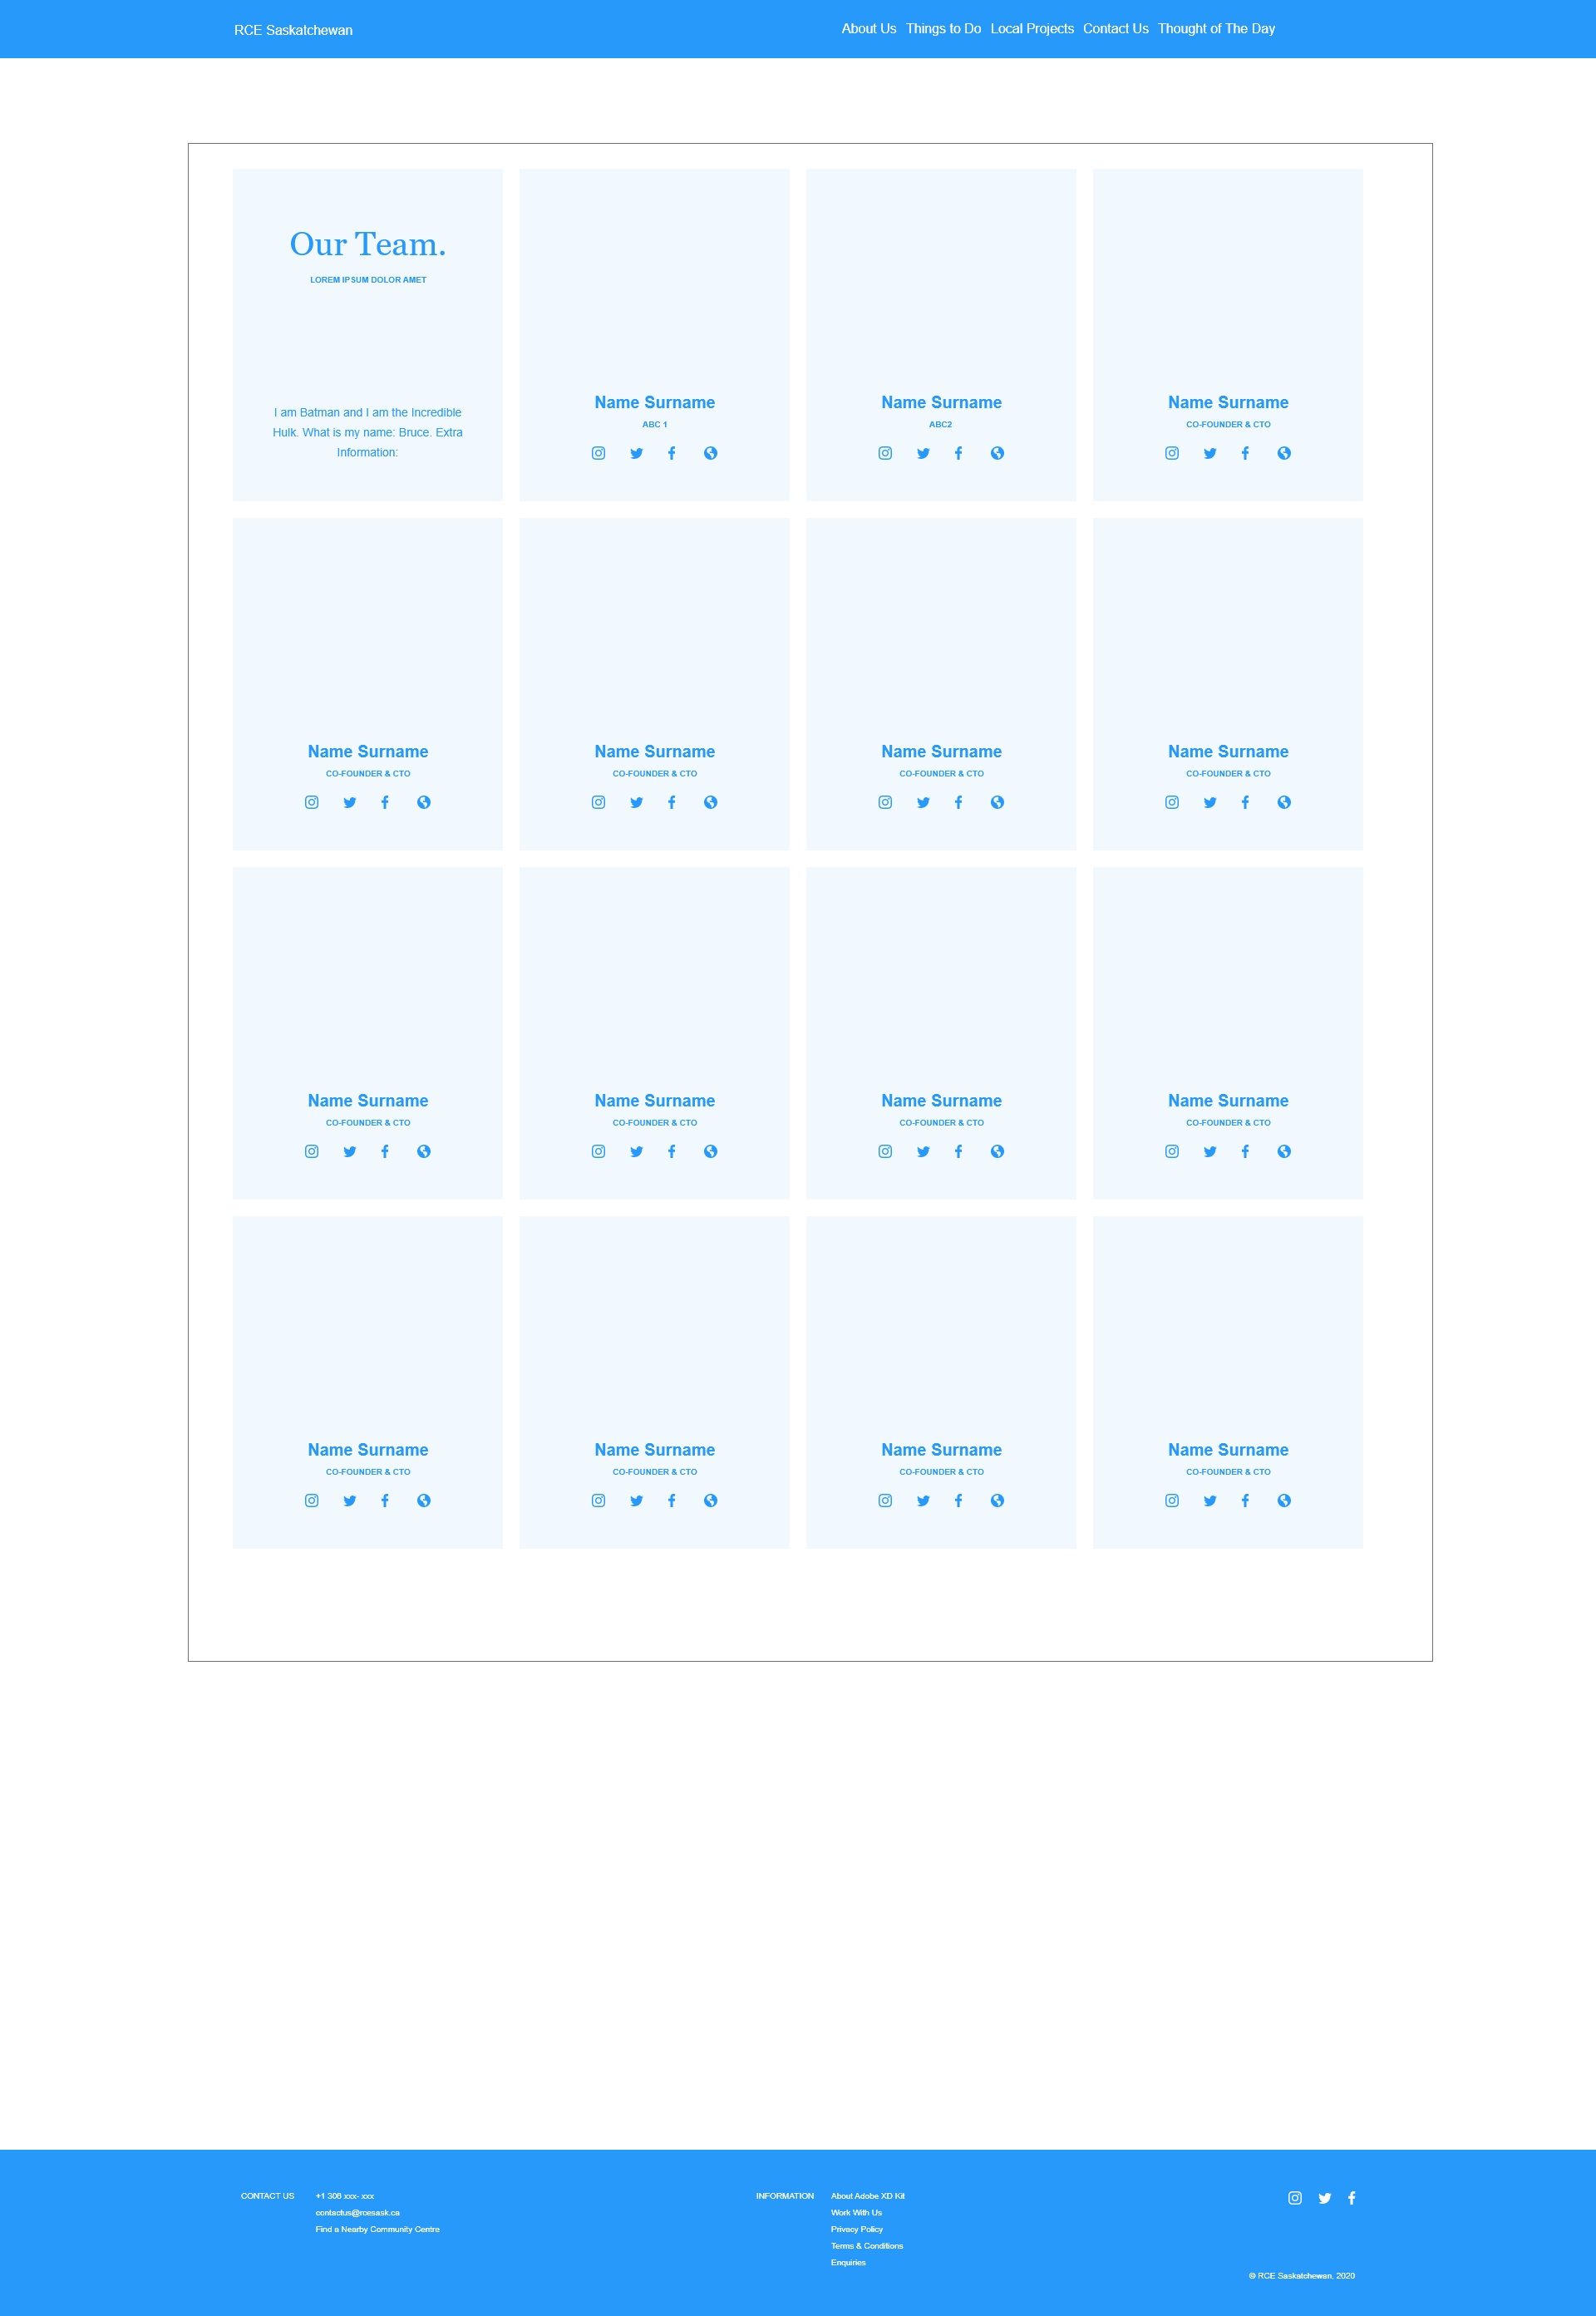 RCE Saskatchewan
About Us Things to Do Local Projects Contact Us Thought of The Day
Our Team.
LOREM IPSUM DOLOR AMET
I am Batman and I am the Incredible
Hulk. What is my name: Bruce. Extra
Information:
Name Surname
ABC 1
Name Surname
ABC2
Name Surname
CO-FOUNDER & CTO
Name Surname
CO-FOUNDER & CTO
Name Surname
CO-FOUNDER & CTO
Name Surname
CO-FOUNDER & CTO
Name Surname
CO-FOUNDER & CTO
Name Surname
CO-FOUNDER & CTO
Name Surname
CO-FOUNDER & CTO
Name Surname
CO-FOUNDER & CTO
Name Surname
CO-FOUNDER & CTO
Name Surname
CO-FOUNDER & CTO
Name Surname
CO-FOUNDER & CTO
Name Surname
CO-FOUNDER & CTO
Name Surname
CO-FOUNDER & CTO
CONTACT US
+1 306 xxx- xxx
contactus@rcesask.ca
Find a Nearby Community Centre
INFORMATION
About Adobe XD Kit
Work With Us
Privacy Policy
Terms & Conditions
Enquiries
© RCE Saskatchewan, 2020